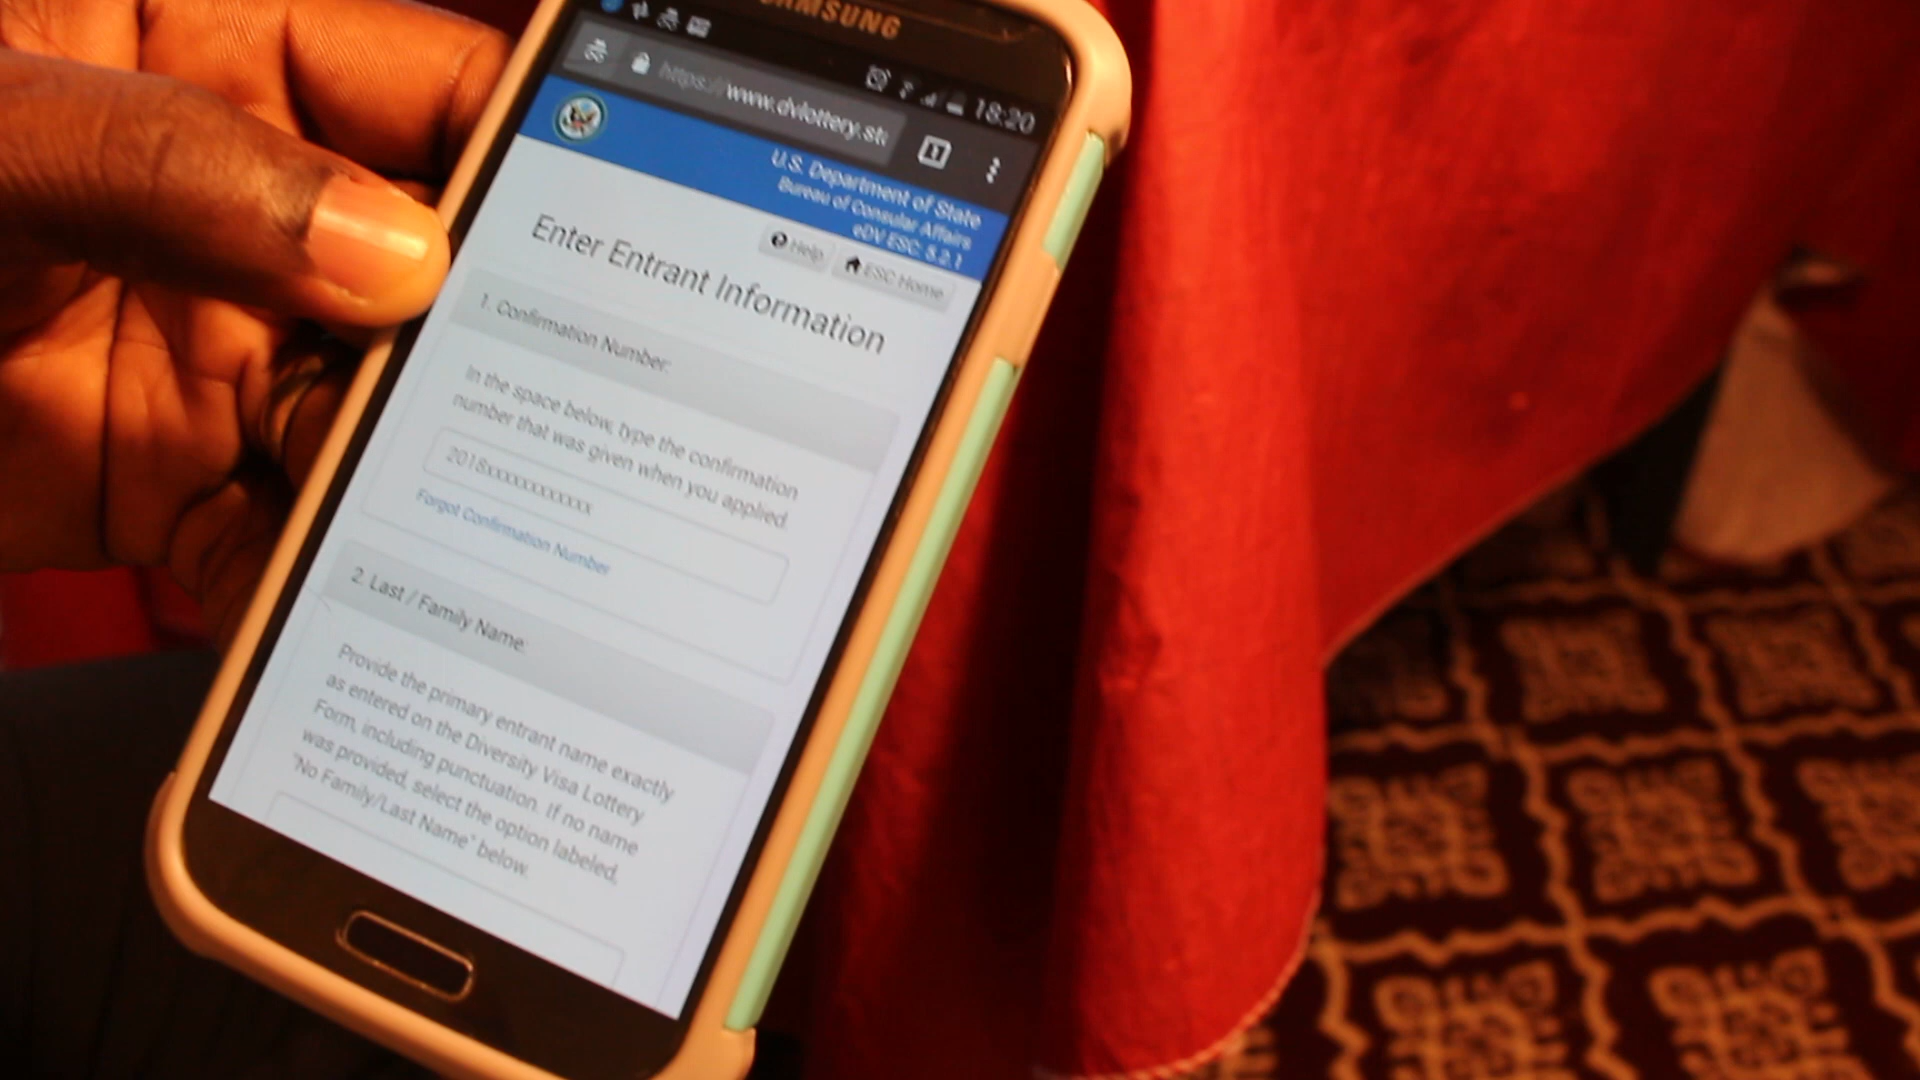 SAMSUNG
18:20
https://www.dvlottery.st
U.S. Department of State
Bureau of Consular Affairs
eDV ESC: 5.2.1
Help
ESC Home
Enter Entrant Information
1. Confirmation Number:
In the space below, type the confirmation
number that was given when you applied.
2018xxxxxxxxxxxx
Forgot Confirmation Number
2. Last / Family Name:
Provide the primary entrant name exactly
as entered on the Diversity Visa Lottery
Form, including punctuation. If no name
was provided, select the option labeled,
"No Family/Last Name" below.